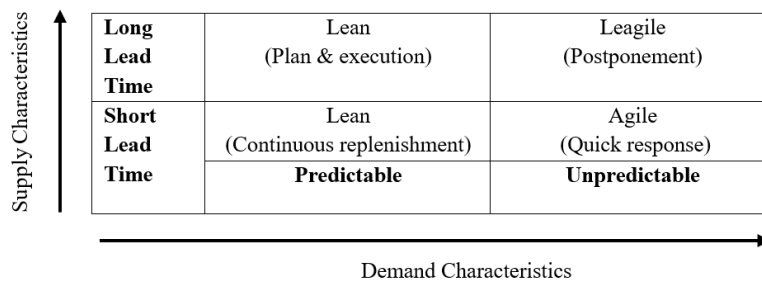 Supply Characteristics
Long Lean Leagile
Lead (Plan & execution) (Postponement)
Time
Short Lean Agile
Lead (Continuous replenishment) (Quick response)
Time Predictable Unpredictable
Demand Characteristics